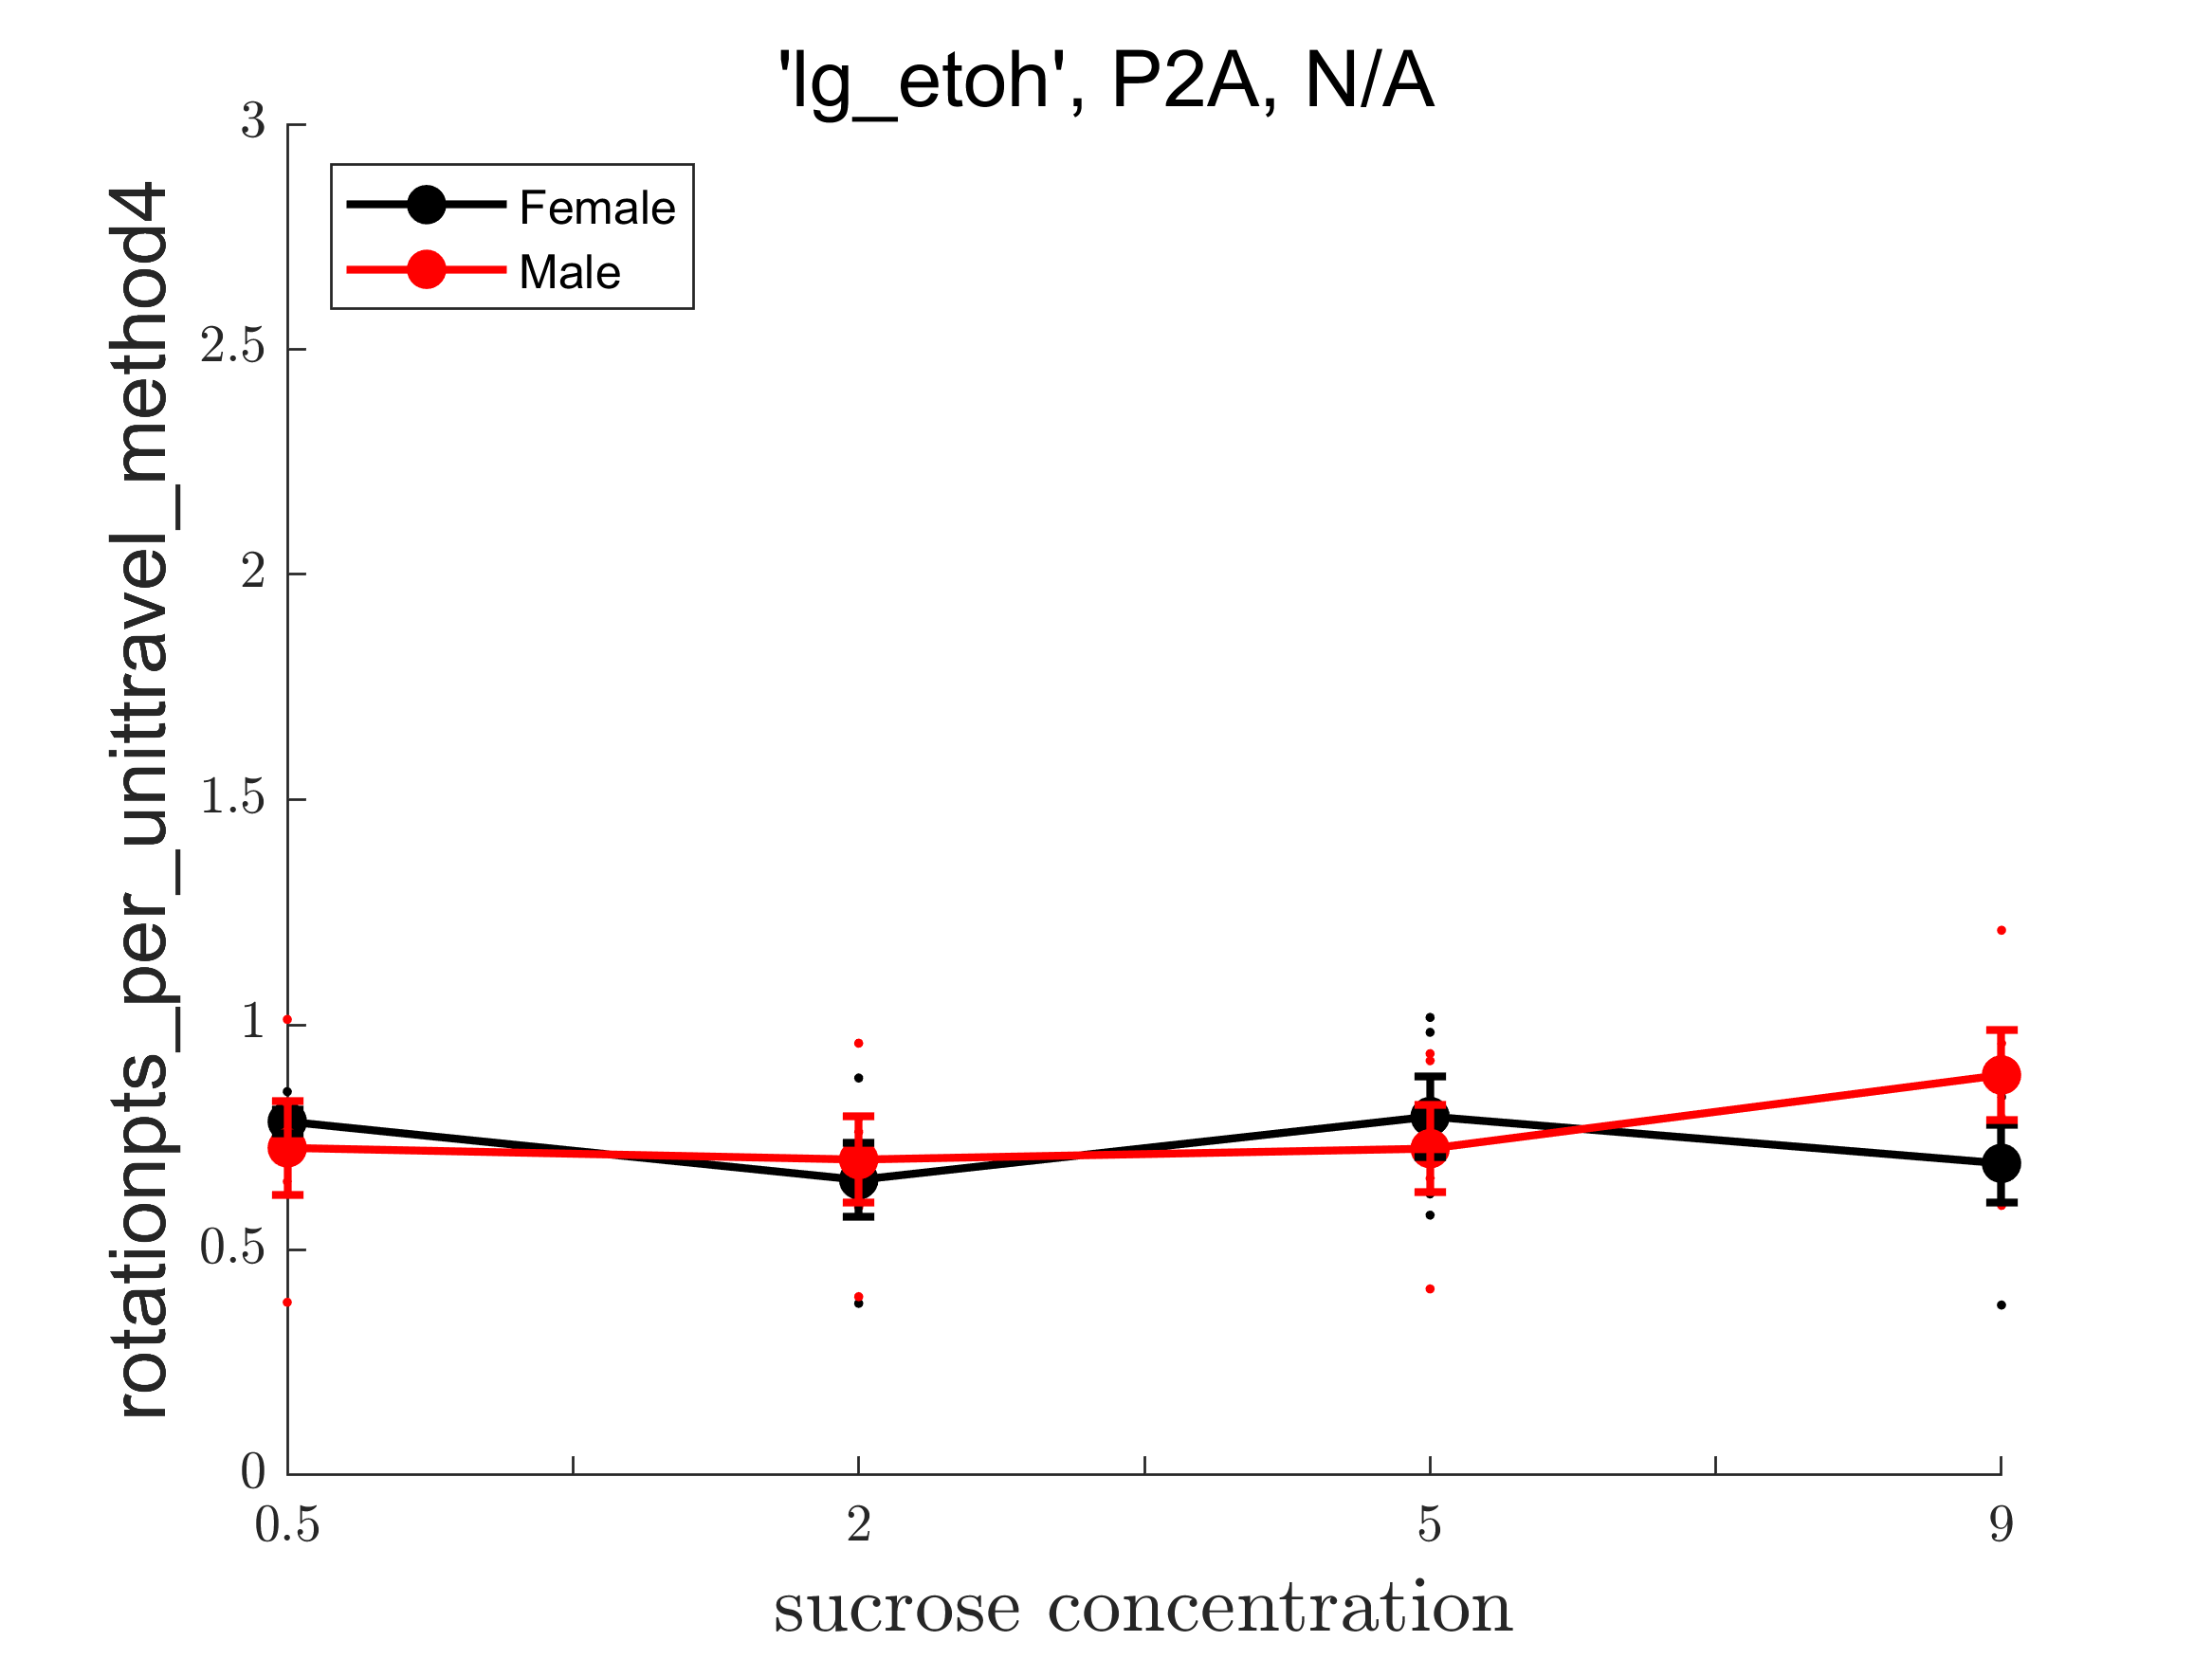 'lg_etoh', P2A, N/A
rotationpts_per_unittravel_method4
3
2.5
2
1.5
1
0.5
0
Female
Male
0.5 2 5 9
sucrose concentration